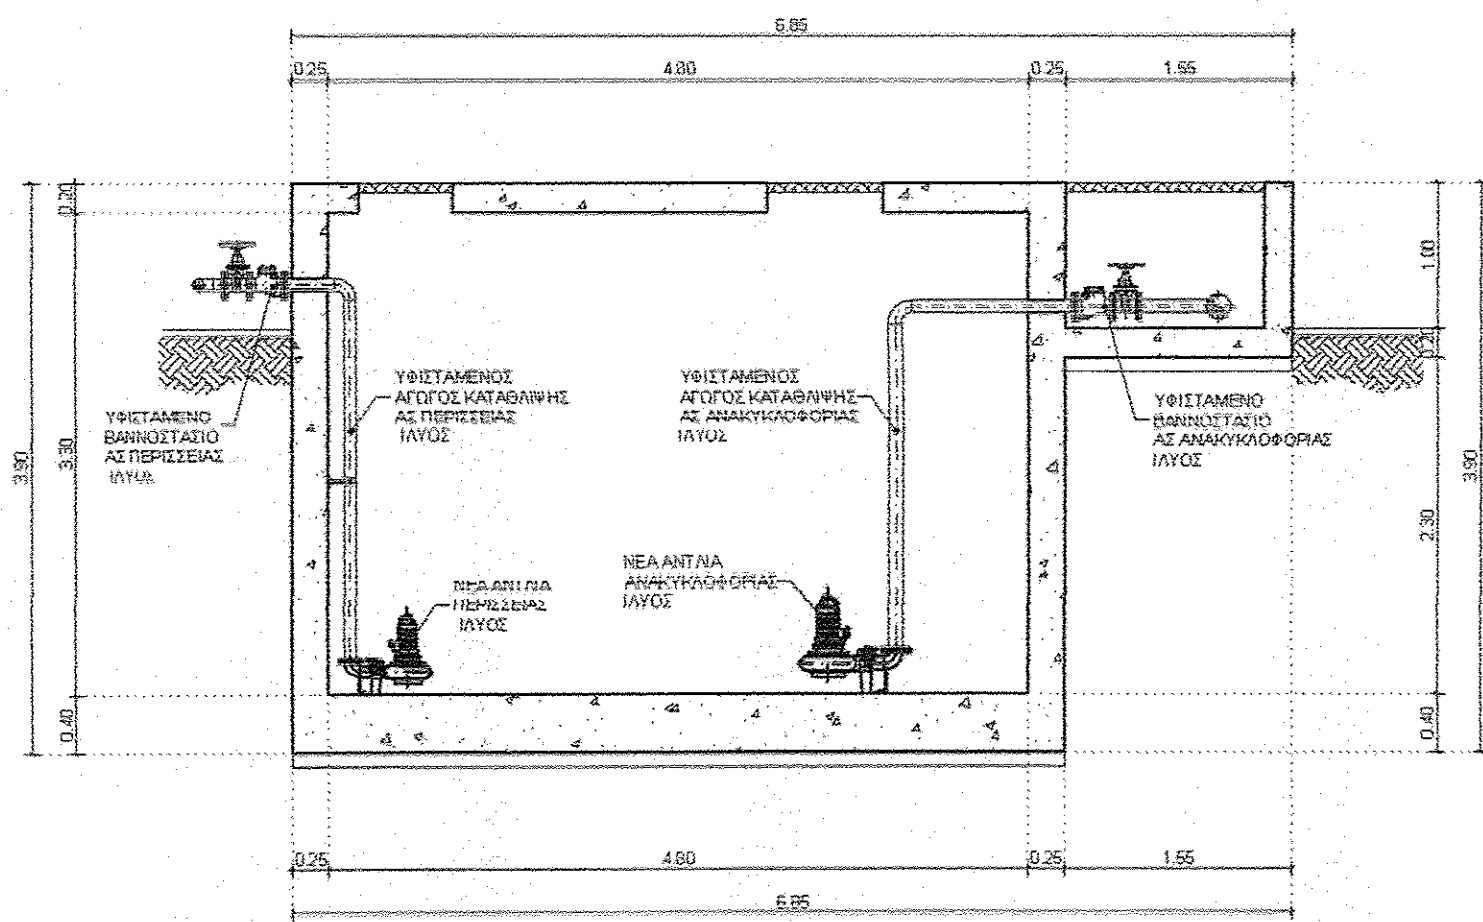 6.85
0.25 4.80 0.25 1.55
0.20
3.30
0.40
3.90
1.00
0.20
2.30
0.40
3.90
ΥΦΙΣΤΑΜΕΝΟ
ΒΑΝΝΟΣΤΑΣΙΟ
ΑΣ ΠΕΡΙΣΣΕΙΑΣ
ΙΛΥΟΣ
ΥΦΙΣΤΑΜΕΝΟΣ
ΑΓΩΓΟΣ ΚΑΤΑΘΛΙΨΗΣ
ΑΣ ΠΕΡΙΣΣΕΙΑΣ
ΙΛΥΟΣ
ΥΦΙΣΤΑΜΕΝΟΣ
ΑΓΩΓΟΣ ΚΑΤΑΘΛΙΨΗΣ
ΑΣ ΑΝΑΚΥΚΛΟΦΟΡΙΑΣ
ΙΛΥΟΣ
ΥΦΙΣΤΑΜΕΝΟ
ΒΑΝΝΟΣΤΑΣΙΟ
ΑΣ ΑΝΑΚΥΚΛΟΦΟΡΙΑΣ
ΙΛΥΟΣ
ΝΕΑ ΑΝΤΛΙΑ
ΠΕΡΙΣΣΕΙΑΣ
ΙΛΥΟΣ
ΝΕΑ ΑΝΤΛΙΑ
ΑΝΑΚΥΚΛΟΦΟΡΙΑΣ
ΙΛΥΟΣ
0.25 4.80 0.25 1.55
6.85